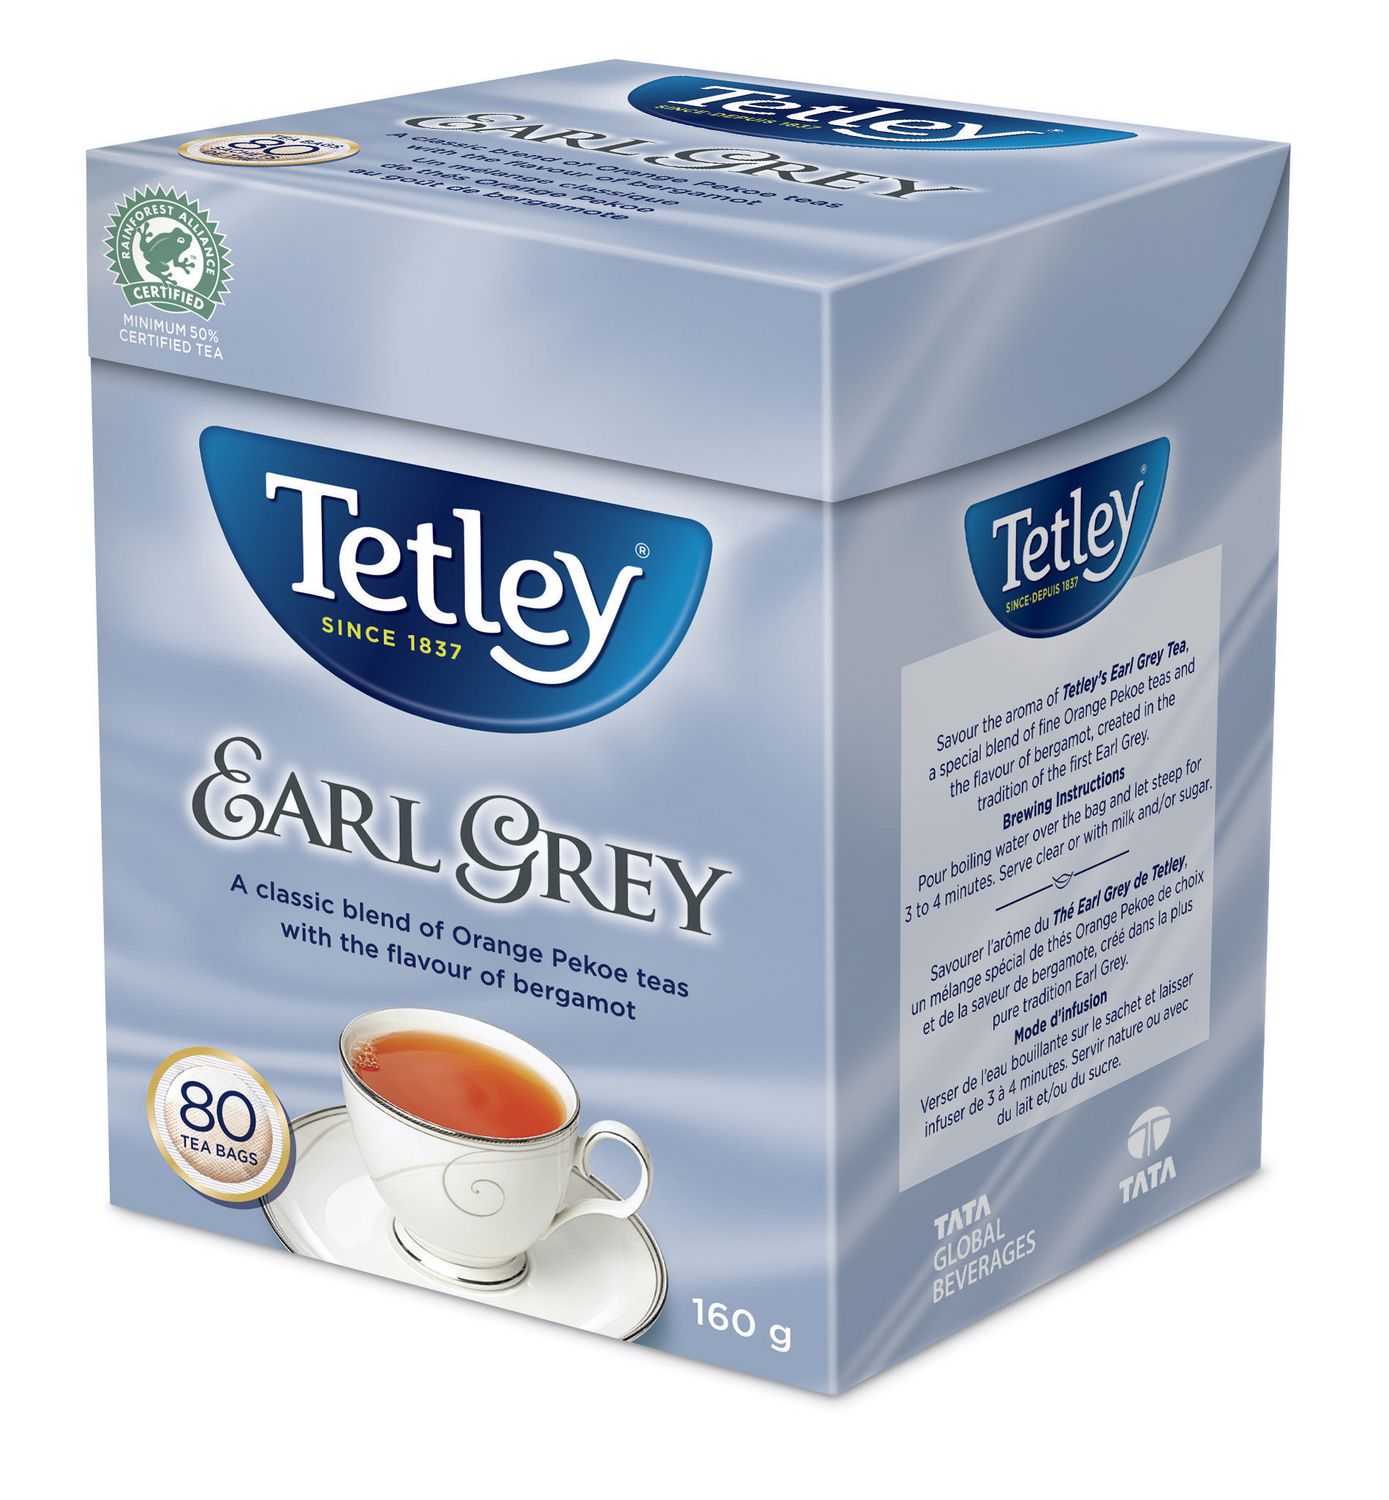 Tetley
SINCE·DEPUIS 1837
EARL GREY
A classic blend of Orange Pekoe teas
with the flavour of bergamot
Un mélange classique
de thés Orange Pekoe
au goût de bergamote
TEA BAGS
80
RAINFOREST ALLIANCE
TM
CERTIFIED
MINIMUM 50%
CERTIFIED TEA
Tetley®
SINCE 1837
EARL GREY
A classic blend of Orange Pekoe teas
with the flavour of bergamot
80
TEA BAGS
160 g
Tetley®
SINCE·DEPUIS 1837
Savour the aroma of Tetley's Earl Grey Tea,
a special blend of fine Orange Pekoe teas and
the flavour of bergamot, created in the
tradition of the first Earl Grey.
Brewing Instructions
Pour boiling water over the bag and let steep for
3 to 4 minutes. Serve clear or with milk and/or sugar.
Savourer l'arôme du Thé Earl Grey de Tetley,
un mélange spécial de thés Orange Pekoe de choix
et de la saveur de bergamote, créé dans la plus
pure tradition Earl Grey.
Mode d'infusion
Verser de l'eau bouillante sur le sachet et laisser
infuser de 3 à 4 minutes. Servir nature ou avec
du lait et/ou du sucre.
TATA
GLOBAL
BEVERAGES
TATA